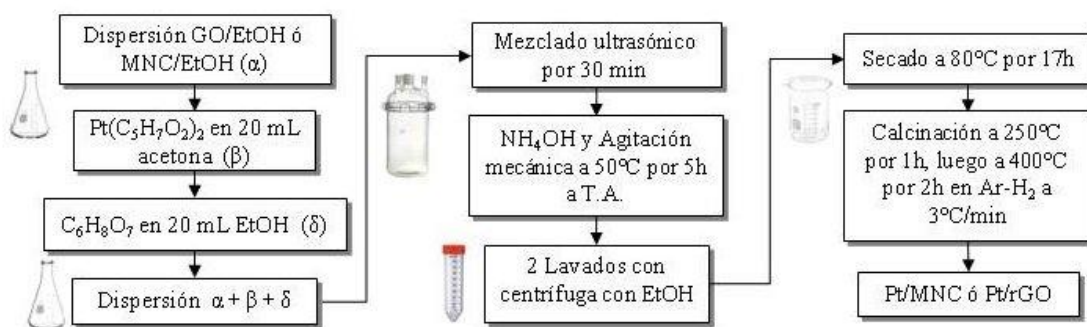 Dispersión GO/EtOH ó
MNC/EtOH (α)
Pt(C₅H₇O₂)₂ en 20 mL
acetona (β)
C₆H₈O₇ en 20 mL EtOH (δ)
Dispersión α + β + δ
Mezclado ultrasónico
por 30 min
NH₄OH y Agitación
mecánica a 50ºC por 5h
a T.A.
2 Lavados con
centrífuga con EtOH
Secado a 80ºC por 17h
Calcinación a 250ºC
por 1h, luego a 400ºC
por 2h en Ar-H₂ a
3ºC/min
Pt/MNC ó Pt/rGO